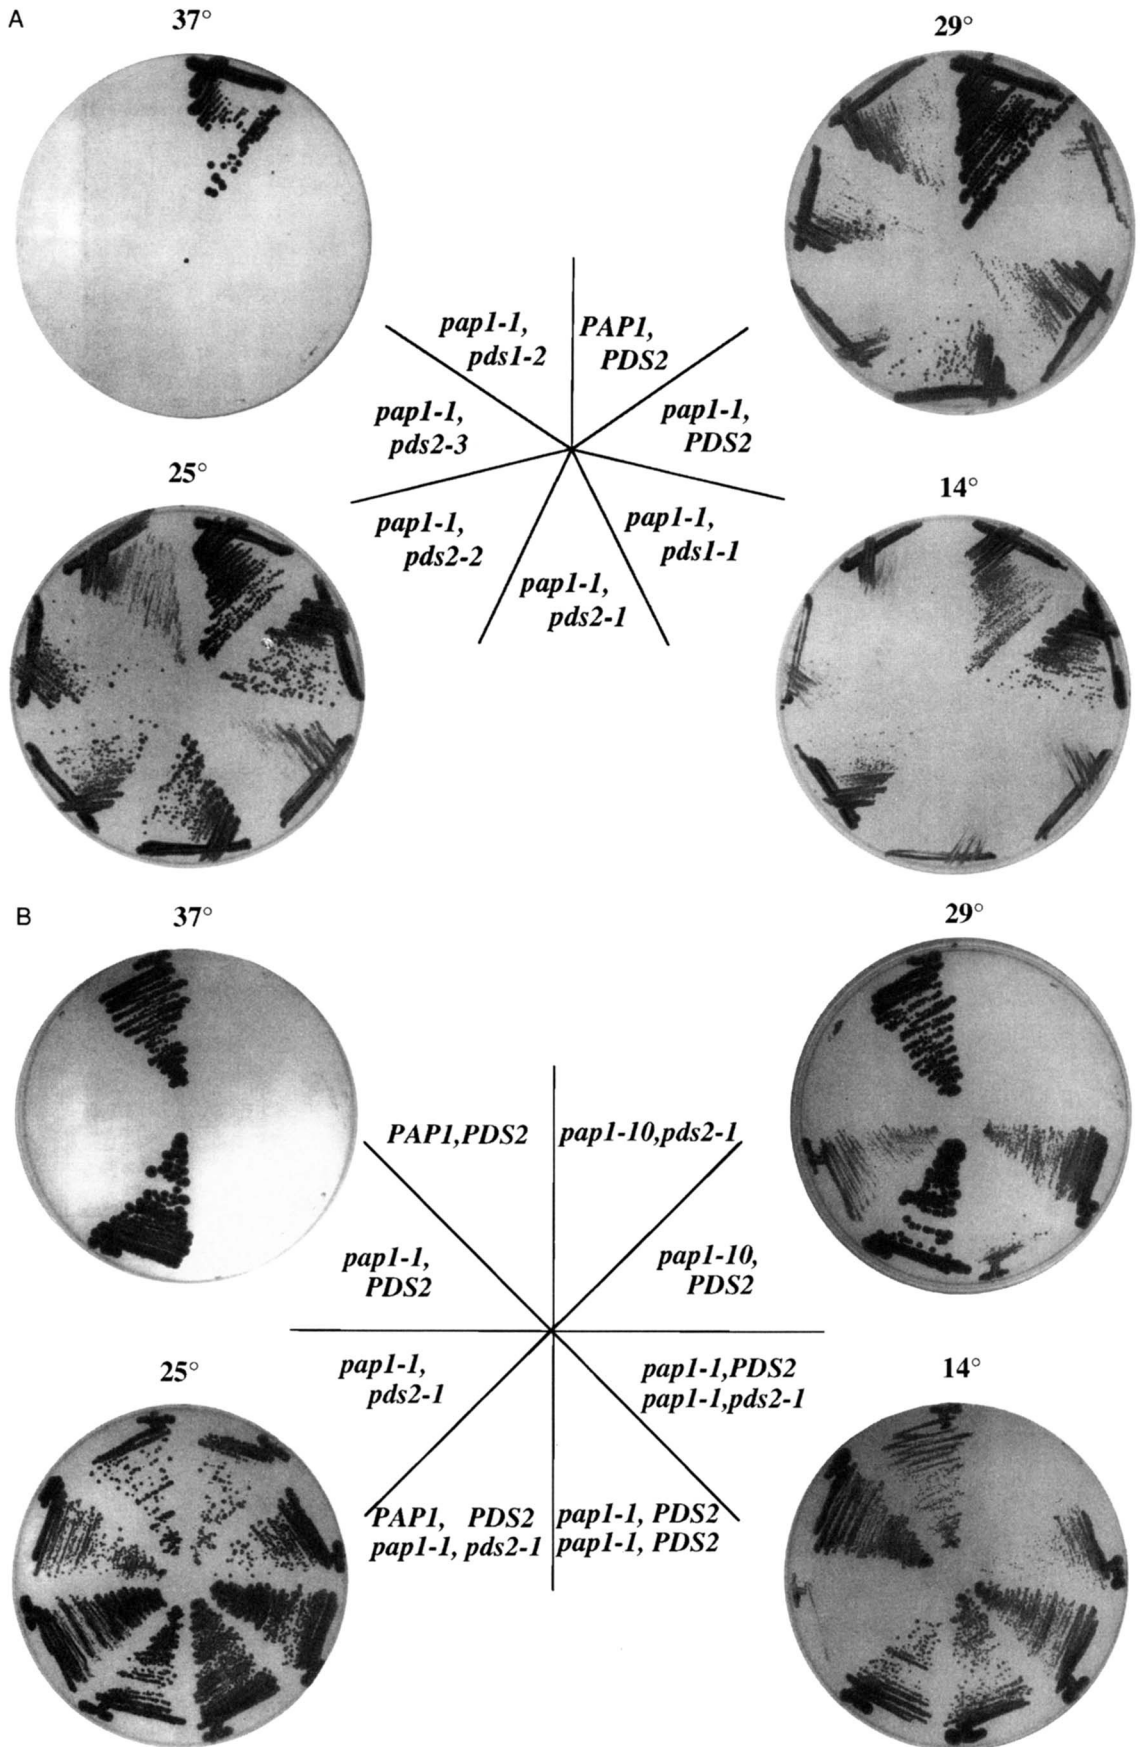 A
37°
29°
pap1-1,
pds1-2
PAP1,
PDS2
pap1-1,
pds2-3
pap1-1,
PDS2
25°
14°
pap1-1,
pds2-2
pap1-1,
pds1-1
pap1-1,
pds2-1
B
37°
29°
PAP1,PDS2
pap1-10,pds2-1
pap1-1,
PDS2
pap1-10,
PDS2
25°
14°
pap1-1,
pds2-1
pap1-1,PDS2
pap1-1,pds2-1
PAP1, PDS2
pap1-1, pds2-1
pap1-1, PDS2
pap1-1, PDS2